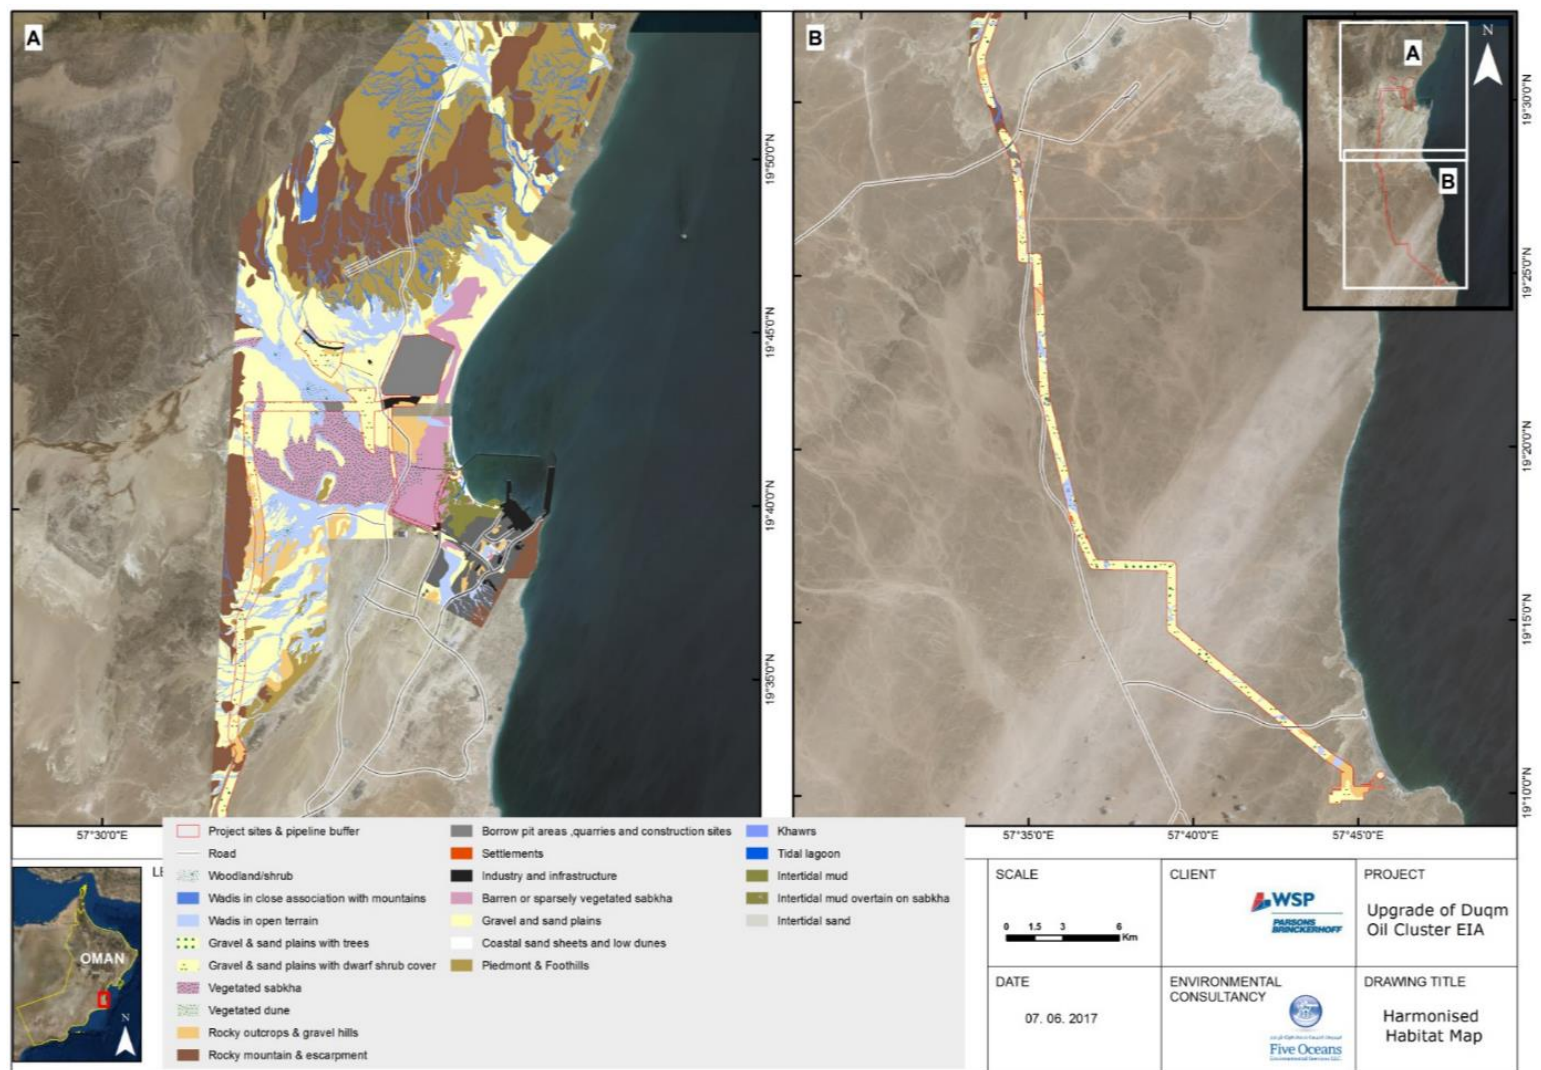 A
B
N
A
B
19°50'0"N
19°45'0"N
19°40'0"N
19°35'0"N
19°30'0"N
19°25'0"N
19°20'0"N
19°15'0"N
19°10'0"N
57°30'0"E
57°35'0"E
57°40'0"E
57°45'0"E
Project sites & pipeline buffer
Road
Woodland/shrub
Wadis in close association with mountains
Wadis in open terrain
Gravel & sand plains with trees
Gravel & sand plains with dwarf shrub cover
Vegetated sabkha
Vegetated dune
Rocky outcrops & gravel hills
Rocky mountain & escarpment
Borrow pit areas ,quarries and construction sites
Settlements
Industry and infrastructure
Barren or sparsely vegetated sabkha
Gravel and sand plains
Coastal sand sheets and low dunes
Piedmont & Foothills
Khawrs
Tidal lagoon
Intertidal mud
Intertidal mud overtain on sabkha
Intertidal sand
OMAN
N
SCALE
0 1.5 3 6
Km
CLIENT
WSP
PARSONS
BRINCKERHOFF
PROJECT
Upgrade of Duqm
Oil Cluster EIA
DATE
07. 06. 2017
ENVIRONMENTAL
CONSULTANCY
Five Oceans
Environmental Services LLC
DRAWING TITLE
Harmonised
Habitat Map